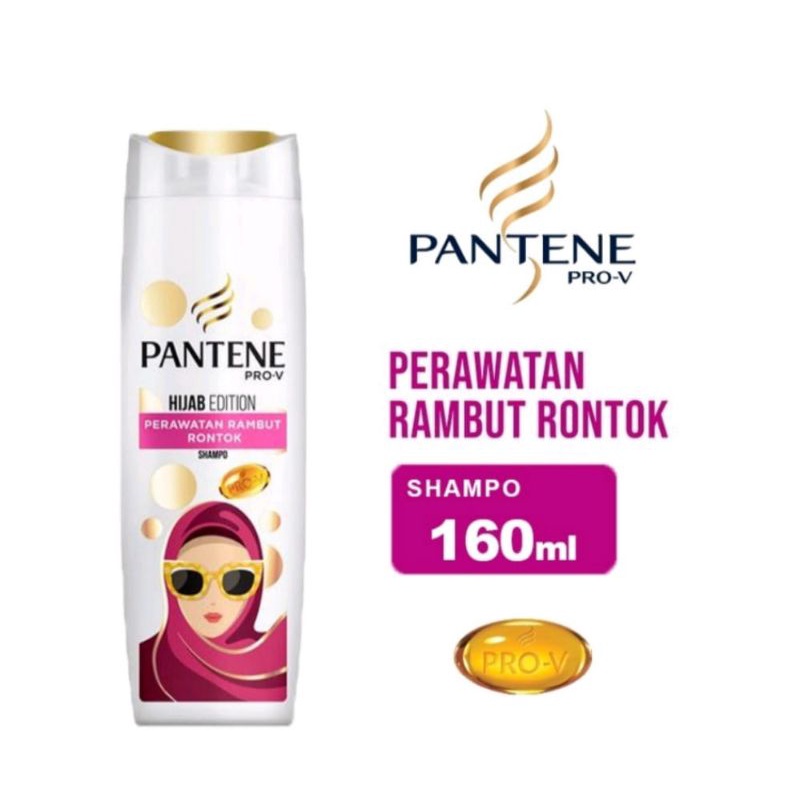 PANTENE
PRO-V
HIJAB EDITION
PERAWATAN RAMBUT
RONTOK
SHAMPO
PRO-V
PANTENE
PRO-V
PERAWATAN
RAMBUT RONTOK
SHAMPO
160ml
PRO-V